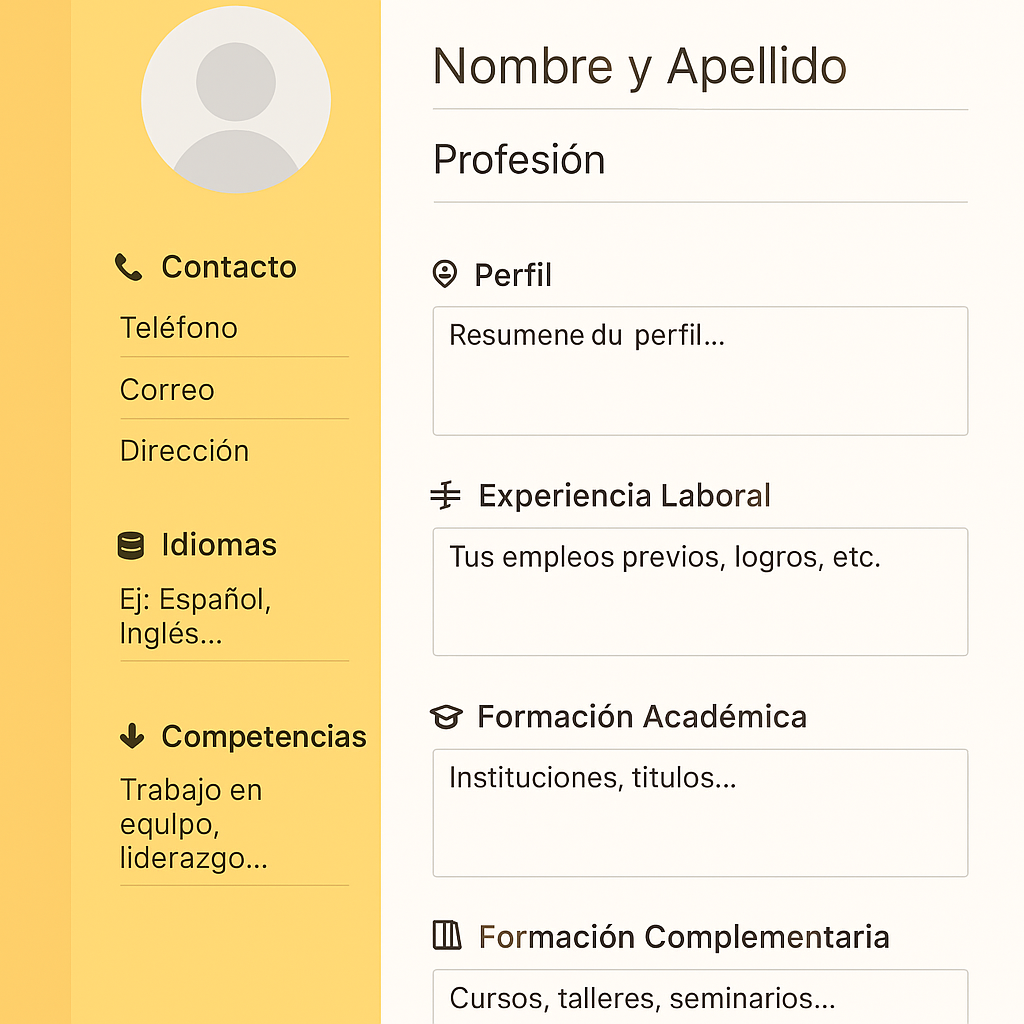 Contacto
Teléfono
Correo
Dirección
Idiomas
Ej: Español,
Inglés...
Competencias
Trabajo en
equlpo,
liderazgo...
Nombre y Apellido
Profesión
Perfil
Resumene du perfil...
Experiencia Laboral
Tus empleos previos, logros, etc.
Formación Académica
Instituciones, titulos...
Formación Complementaria
Cursos, talleres, seminarios...